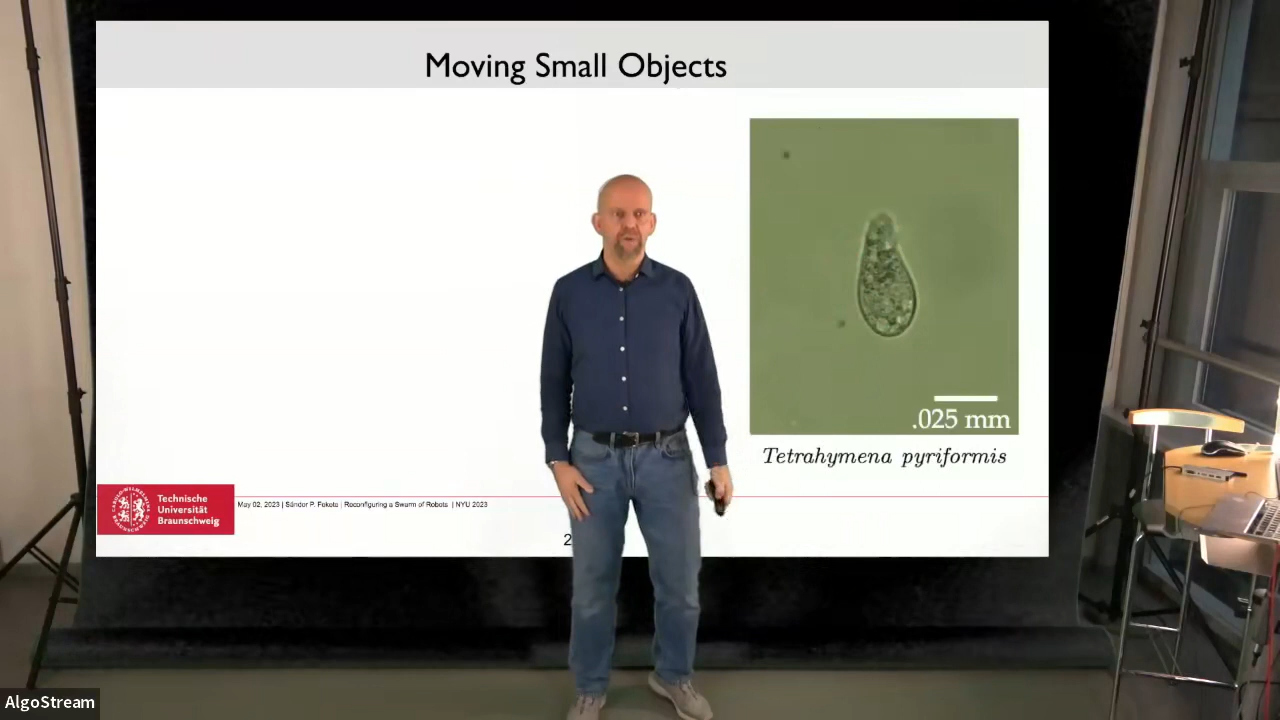 Moving Small Objects
.025 mm
Tetrahymena pyriformis
Technische
Universität
Braunschweig
May 02, 2023 | Sándor P. Fekete | Reconfiguring a Swarm of Robots | NYU 2023
2
AlgoStream